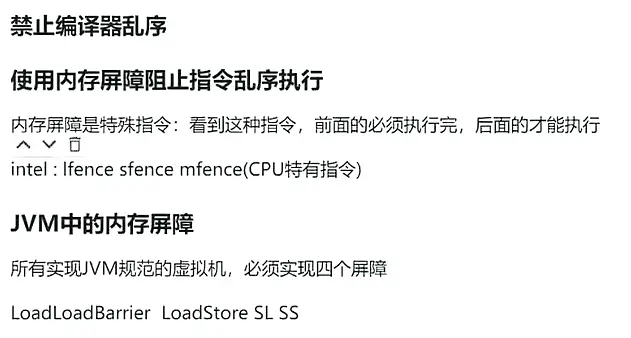 禁止编译器乱序
使用内存屏障阻止指令乱序执行
内存屏障是特殊指令：看到这种指令，前面的必须执行完，后面的才能执行
intel : lfence sfence mfence(CPU特有指令)
JVM中的内存屏障
所有实现JVM规范的虚拟机，必须实现四个屏障
LoadLoadBarrier LoadStore SL SS